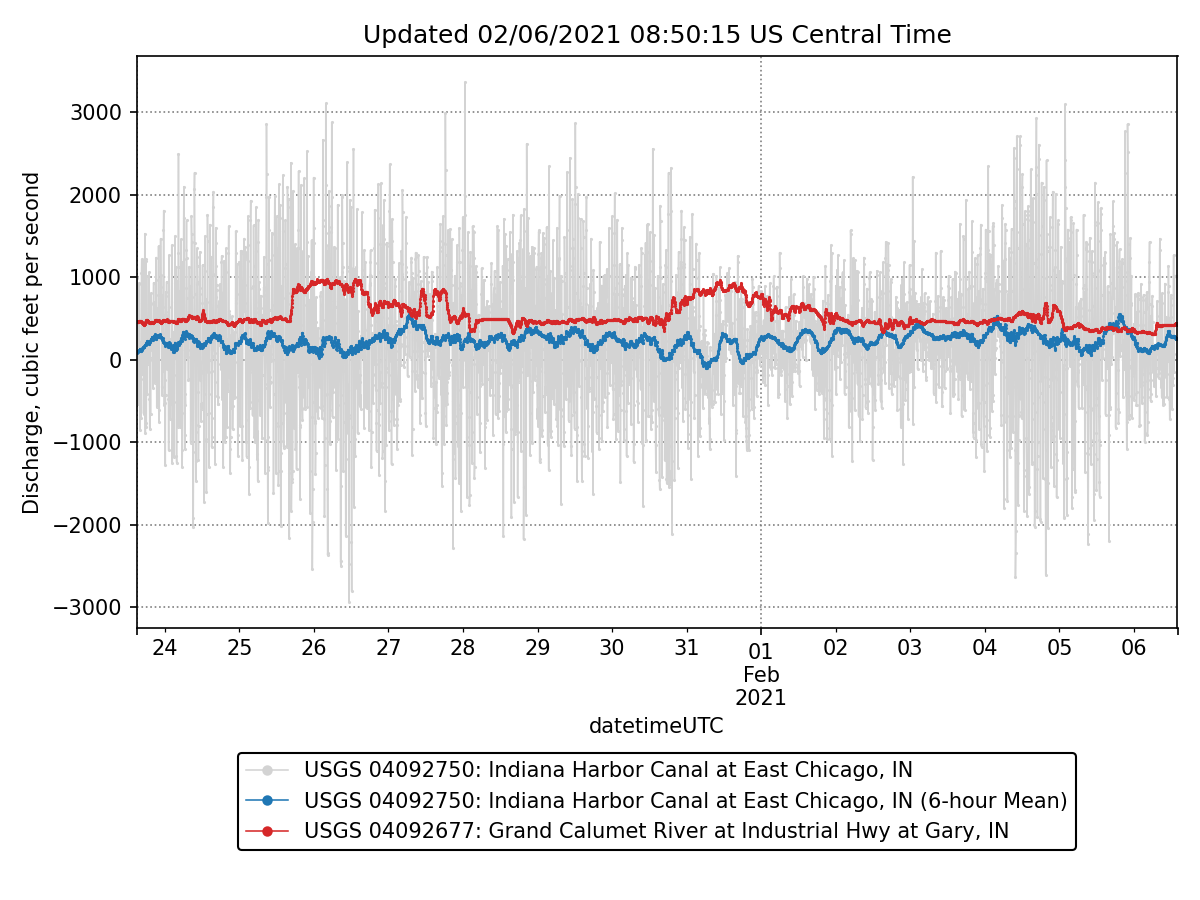 Updated 02/06/2021 08:50:15 US Central Time
Discharge, cubic feet per second
3000
2000
1000
0
−1000
−2000
−3000
24 25 26 27 28 29 30 31 01 02 03 04 05 06
Feb
2021
datetimeUTC
USGS 04092750: Indiana Harbor Canal at East Chicago, IN
USGS 04092750: Indiana Harbor Canal at East Chicago, IN (6-hour Mean)
USGS 04092677: Grand Calumet River at Industrial Hwy at Gary, IN